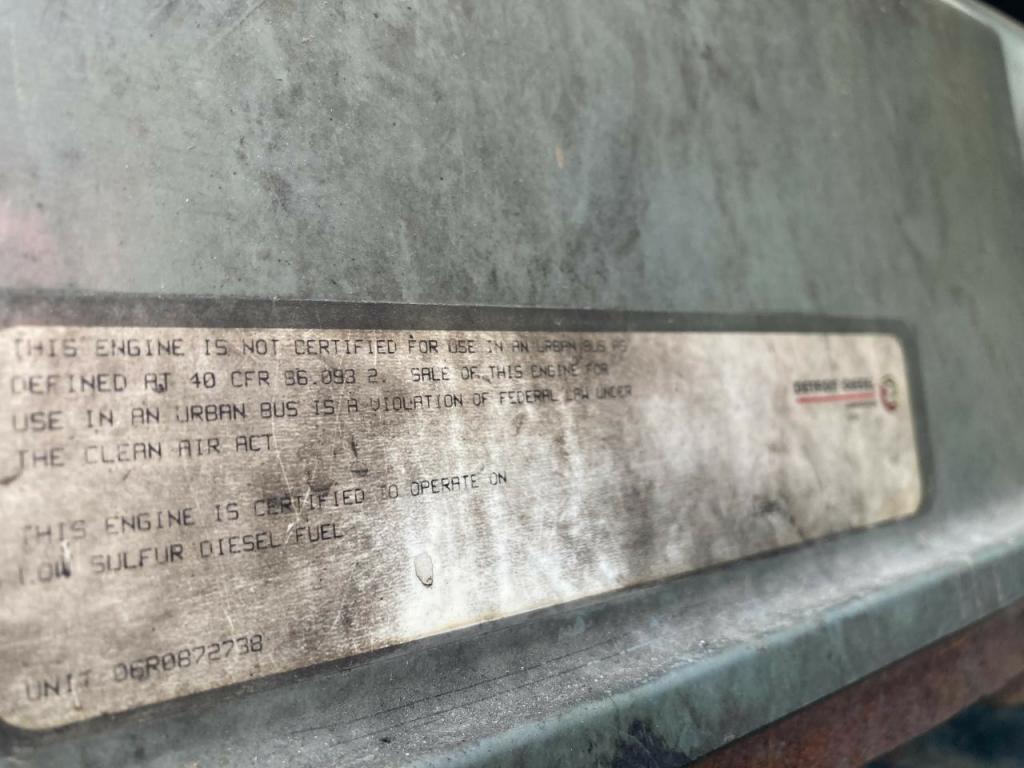 THIS ENGINE IS NOT CERTIFIED FOR USE IN AN URBAN BUS AS
DEFINED AT 40 CFR 86.093 2. SALE OF THIS ENGINE FOR
USE IN AN URBAN BUS IS A VIOLATION OF FEDERAL LAW UNDER
THE CLEAN AIR ACT
THIS ENGINE IS CERTIFIED TO OPERATE ON
LOW SULFUR DIESEL FUEL
UNIT 06R0872738
DETROIT DIESEL